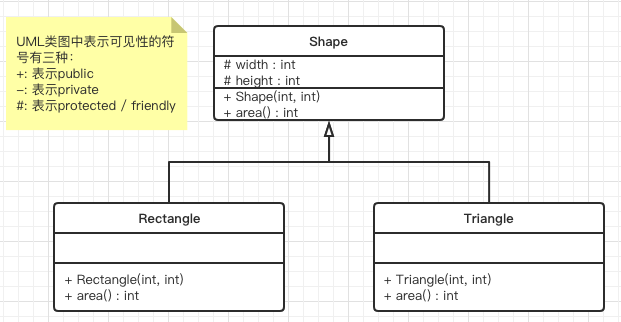 UML类图中表示可见性的符
号有三种：
+: 表示public
–: 表示private
#: 表示protected / friendly
Shape
# width : int
# height : int
+ Shape(int, int)
+ area() : int
Rectangle
+ Rectangle(int, int)
+ area() : int
Triangle
+ Triangle(int, int)
+ area() : int